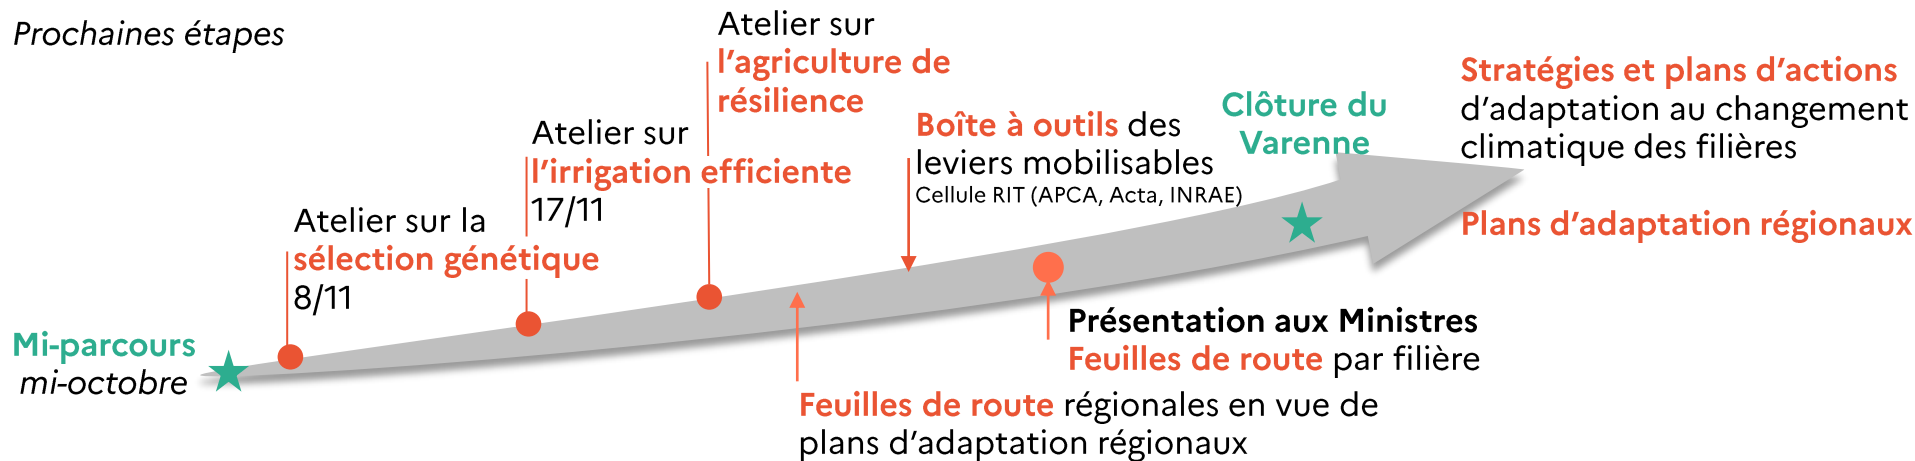 Prochaines étapes
Mi-parcours
mi-octobre
Atelier sur la
sélection génétique
8/11
Atelier sur
l’irrigation efficiente
17/11
Atelier sur
l’agriculture de
résilience
Feuilles de route régionales en vue de
plans d’adaptation régionaux
Boîte à outils des
leviers mobilisables
Cellule RIT (APCA, Acta, INRAE)
Présentation aux Ministres
Feuilles de route par filière
Clôture du
Varenne
Stratégies et plans d’actions
d’adaptation au changement
climatique des filières
Plans d’adaptation régionaux